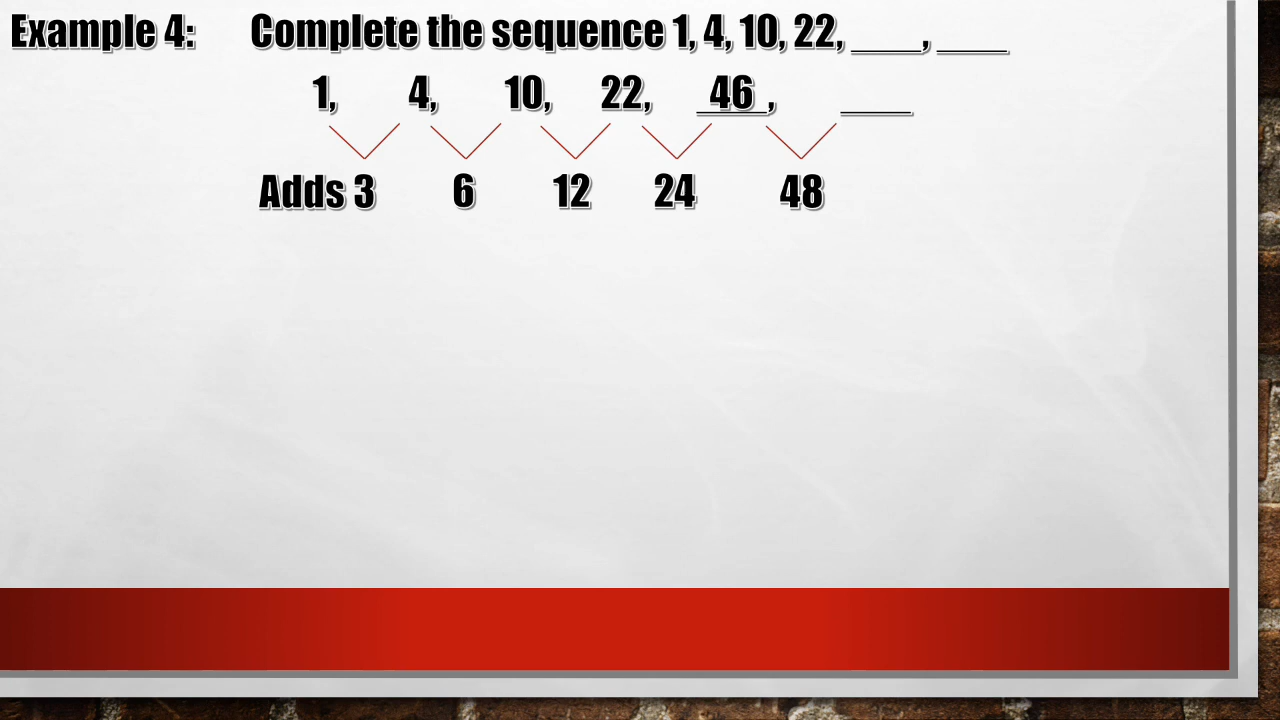 Example 4: Complete the sequence 1, 4, 10, 22, ____, ____
1, 4, 10, 22, 46, ____
Adds 3 6 12 24 48